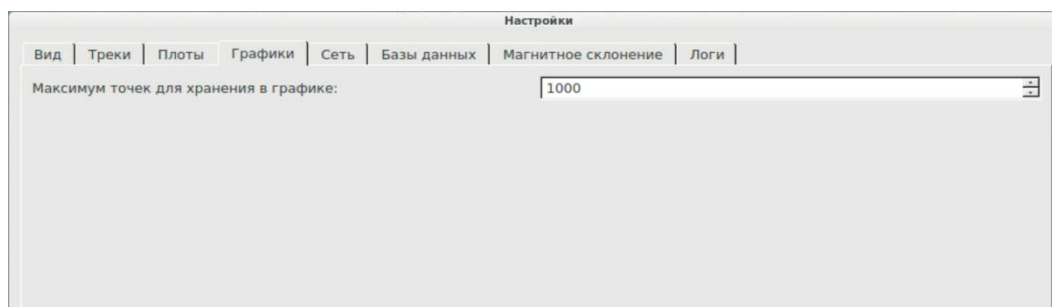 Настройки
Вид Треки Плоты Графики Сеть Базы данных Магнитное склонение Логи
Максимум точек для хранения в графике: 1000